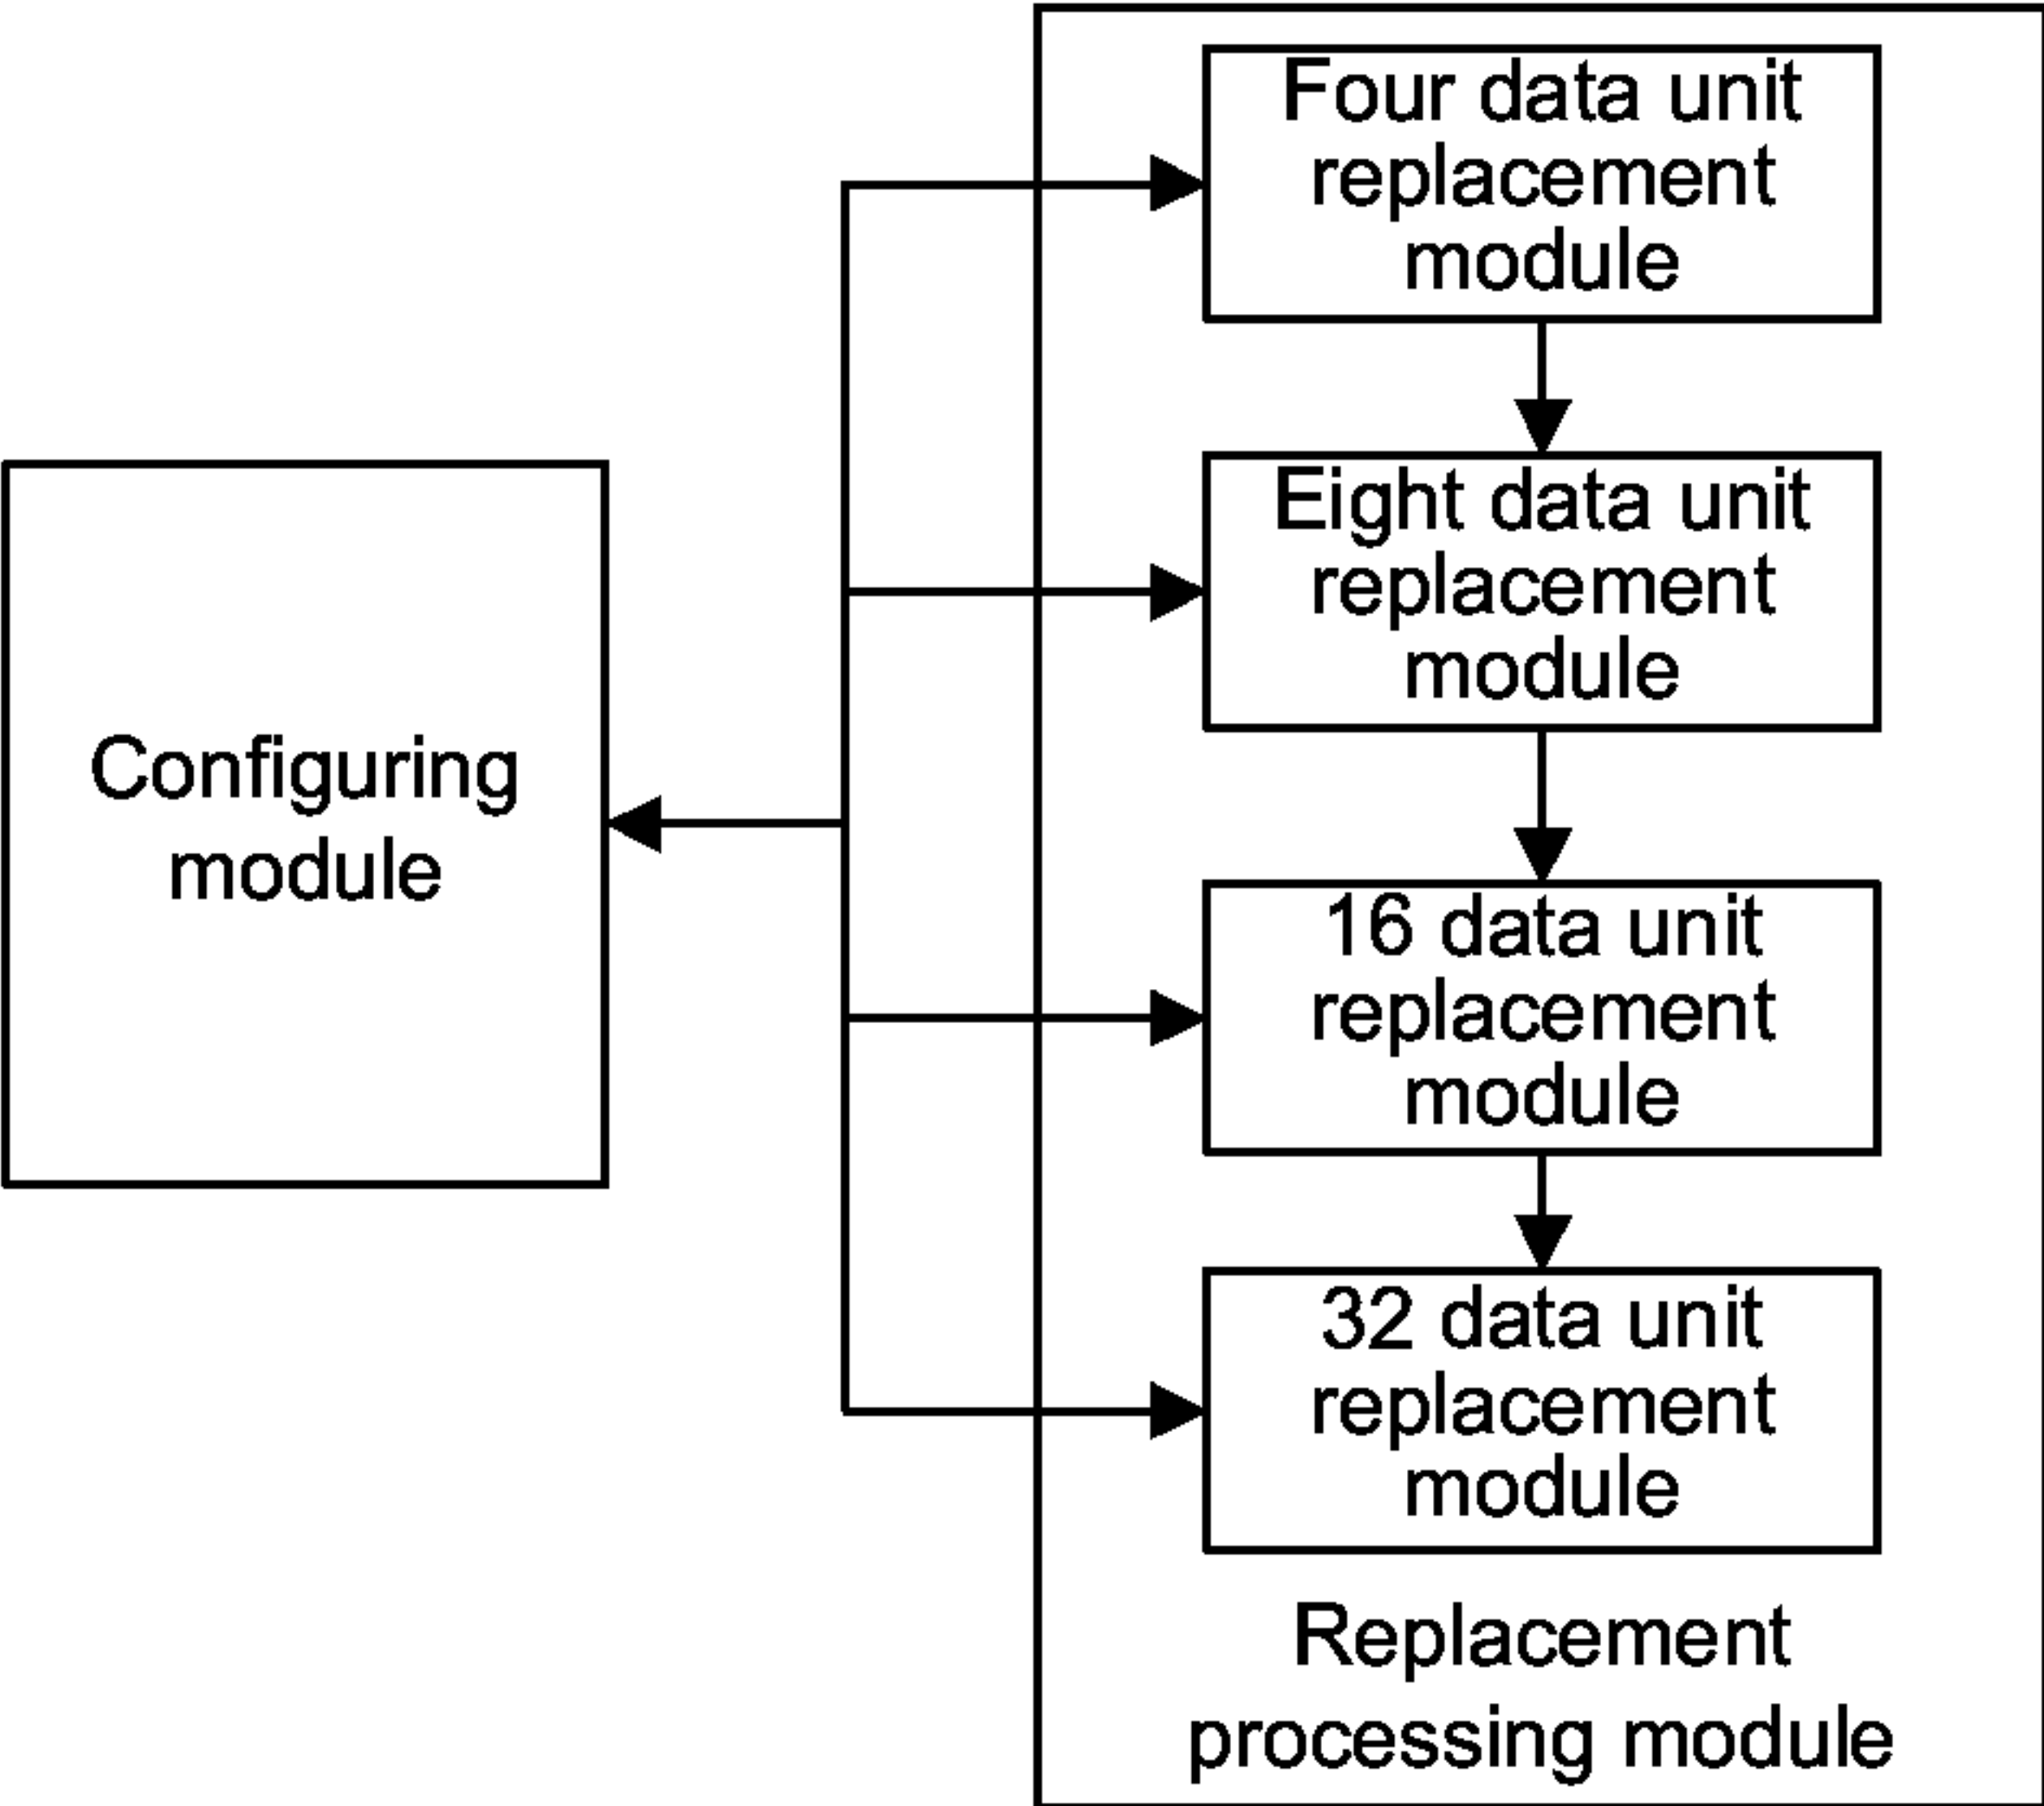 Configuring
module
Four data unit
replacement
module
Eight data unit
replacement
module
16 data unit
replacement
module
32 data unit
replacement
module
Replacement
processing module